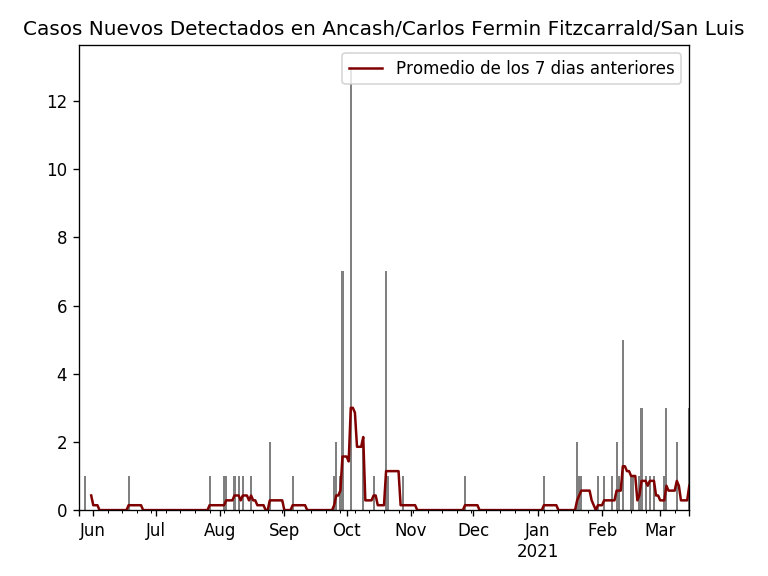 Casos Nuevos Detectados en Ancash/Carlos Fermin Fitzcarrald/San Luis
Promedio de los 7 dias anteriores
12
10
8
6
4
2
0
Jun Jul Aug Sep Oct Nov Dec Jan Feb Mar
2021